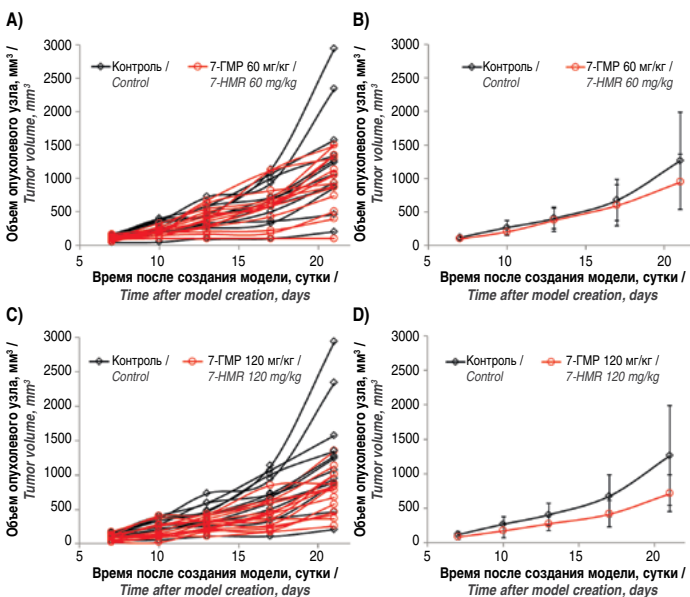 A)
Объем опухолевого узла, мм³ /
Tumor volume, mm³
3000
2500
2000
1500
1000
500
0
5
10
15
20
Контроль /
Control
7-ГМР 60 мг/кг /
7-HMR 60 mg/kg
Время после создания модели, сутки /
Time after model creation, days
B)
Объем опухолевого узла, мм³ /
Tumor volume, mm³
3000
2500
2000
1500
1000
500
0
5
10
15
20
Контроль /
Control
7-ГМР 60 мг/кг /
7-HMR 60 mg/kg
Время после создания модели, сутки /
Time after model creation, days
C)
Объем опухолевого узла, мм³ /
Tumor volume, mm³
3000
2500
2000
1500
1000
500
0
5
10
15
20
Контроль /
Control
7-ГМР 120 мг/кг /
7-HMR 120 mg/kg
Время после создания модели, сутки /
Time after model creation, days
D)
Объем опухолевого узла, мм³ /
Tumor volume, mm³
3000
2500
2000
1500
1000
500
0
5
10
15
20
Контроль /
Control
7-ГМР 120 мг/кг /
7-HMR 120 mg/kg
Время после создания модели, сутки /
Time after model creation, days